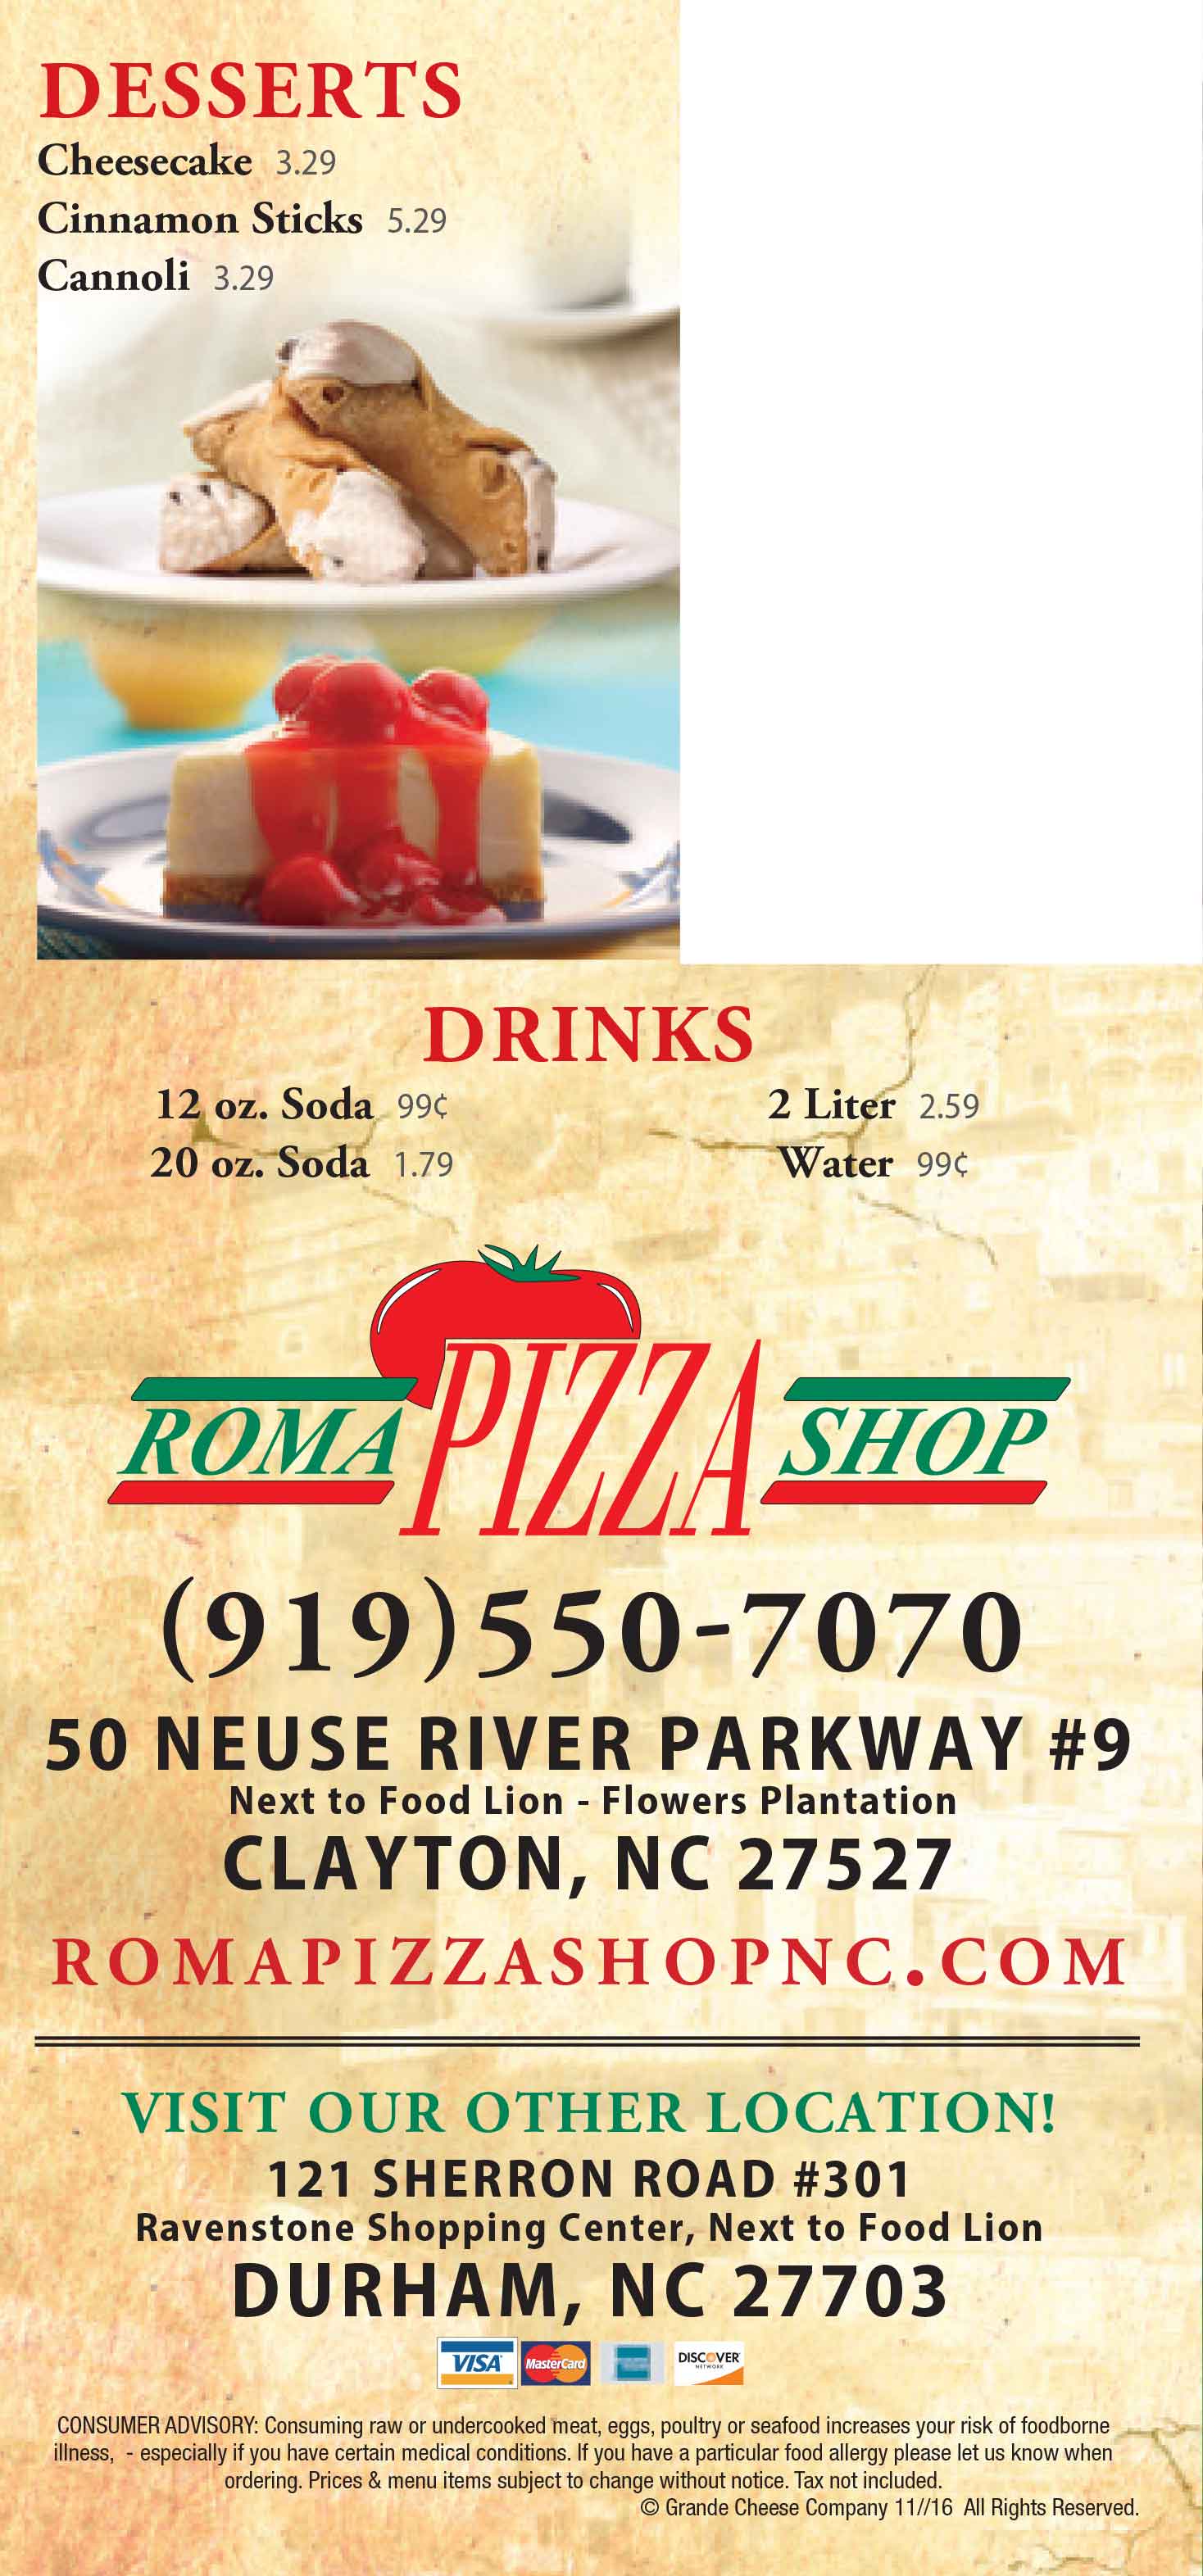 DESSERTS
Cheesecake 3.29
Cinnamon Sticks 5.29
Cannoli 3.29
DRINKS
12 oz. Soda 99¢
20 oz. Soda 1.79
2 Liter 2.59
Water 99¢
ROMA PIZZA SHOP
(919)550-7070
50 NEUSE RIVER PARKWAY #9
Next to Food Lion - Flowers Plantation
CLAYTON, NC 27527
ROMAPIZZASHOPNC.COM
VISIT OUR OTHER LOCATION!
121 SHERRON ROAD #301
Ravenstone Shopping Center, Next to Food Lion
DURHAM, NC 27703
VISA MasterCard DISCOVER
NETWORK
CONSUMER ADVISORY: Consuming raw or undercooked meat, eggs, poultry or seafood increases your risk of foodborne
illness, - especially if you have certain medical conditions. If you have a particular food allergy please let us know when
ordering. Prices & menu items subject to change without notice. Tax not included.
© Grande Cheese Company 11//16 All Rights Reserved.